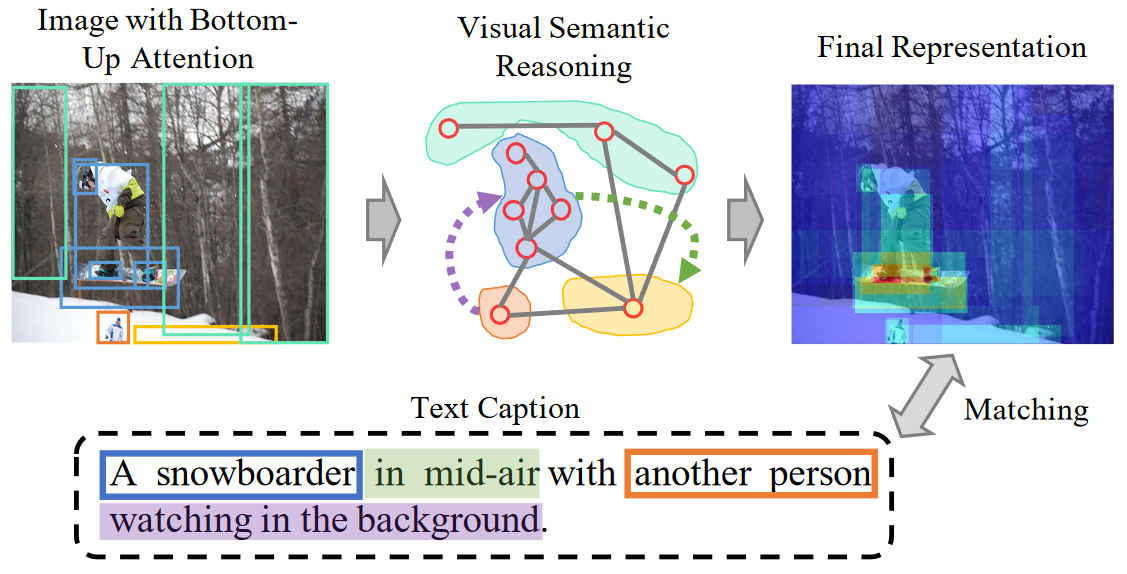 Image with Bottom-
Up Attention
Visual Semantic
Reasoning
Final Representation
Matching
Text Caption
A snowboarder in mid-air with another person
watching in the background.